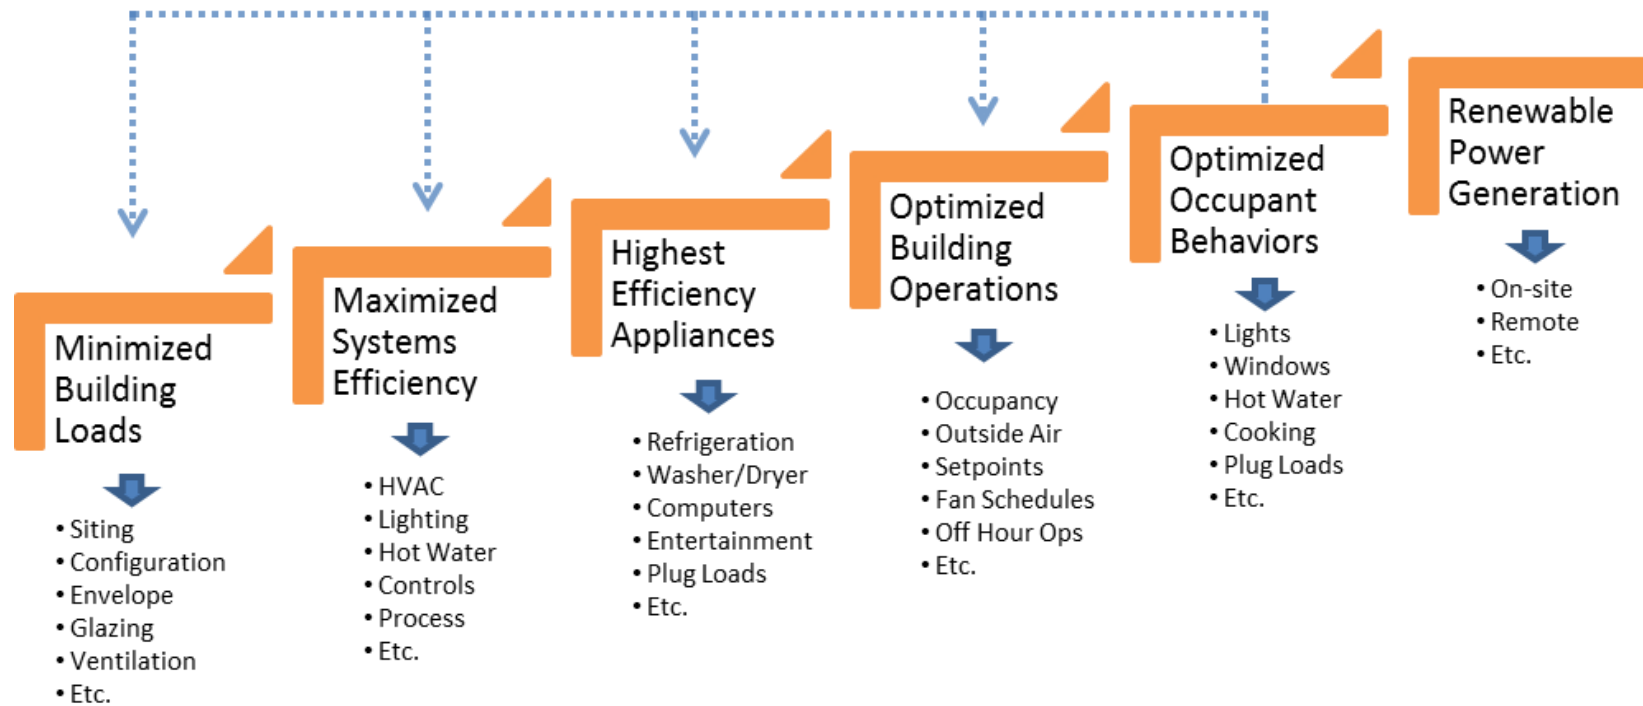 Minimized
Building
Loads
• Siting
• Configuration
• Envelope
• Glazing
• Ventilation
• Etc.
Maximized
Systems
Efficiency
• HVAC
• Lighting
• Hot Water
• Controls
• Process
• Etc.
Highest
Efficiency
Appliances
• Refrigeration
• Washer/Dryer
• Computers
• Entertainment
• Plug Loads
• Etc.
Optimized
Building
Operations
• Occupancy
• Outside Air
• Setpoints
• Fan Schedules
• Off Hour Ops
• Etc.
Optimized
Occupant
Behaviors
• Lights
• Windows
• Hot Water
• Cooking
• Plug Loads
• Etc.
Renewable
Power
Generation
• On-site
• Remote
• Etc.